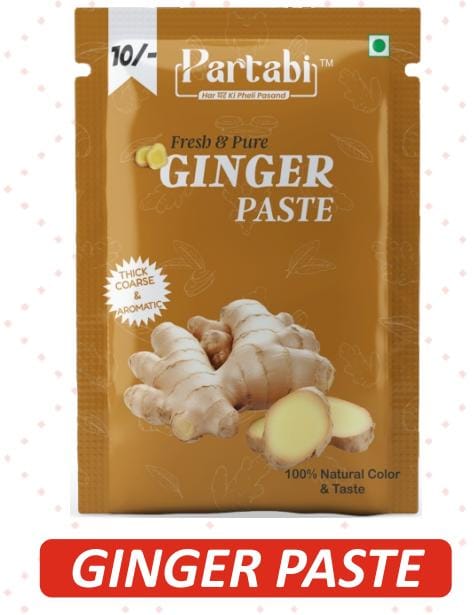 10/-
Partabi™
Har घर Ki Pheli Pasand
Fresh & Pure
GINGER
PASTE
THICK
COARSE
&
AROMATIC
100% Natural Color
& Taste
GINGER PASTE